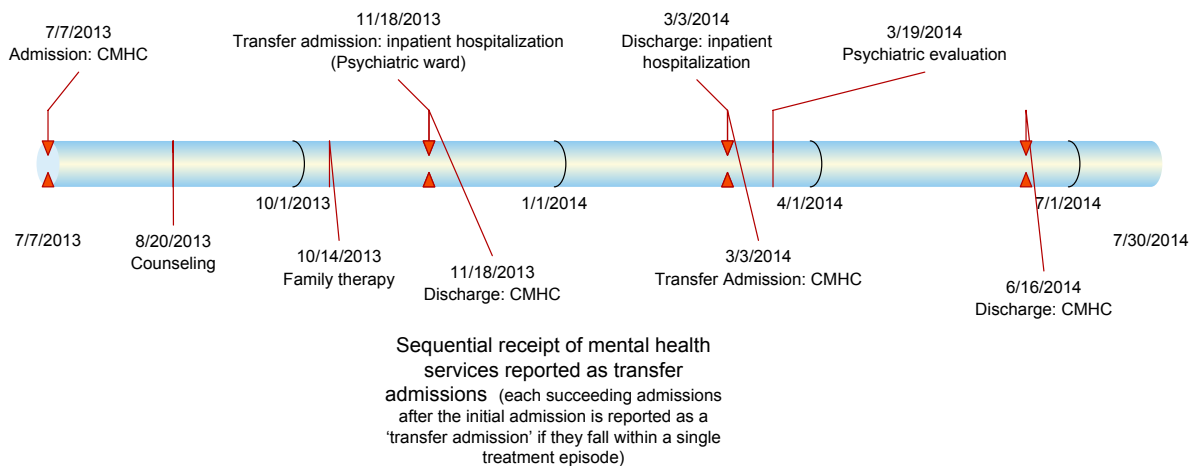 7/7/2013
Admission: CMHC
11/18/2013
Transfer admission: inpatient hospitalization
(Psychiatric ward)
3/3/2014
Discharge: inpatient
hospitalization
3/19/2014
Psychiatric evaluation
10/1/2013
1/1/2014
4/1/2014
7/1/2014
7/7/2013
7/30/2014
8/20/2013
Counseling
10/14/2013
Family therapy
11/18/2013
Discharge: CMHC
3/3/2014
Transfer Admission: CMHC
6/16/2014
Discharge: CMHC
Sequential receipt of mental health
services reported as transfer
admissions (each succeeding admissions
after the initial admission is reported as a
‘transfer admission’ if they fall within a single
treatment episode)